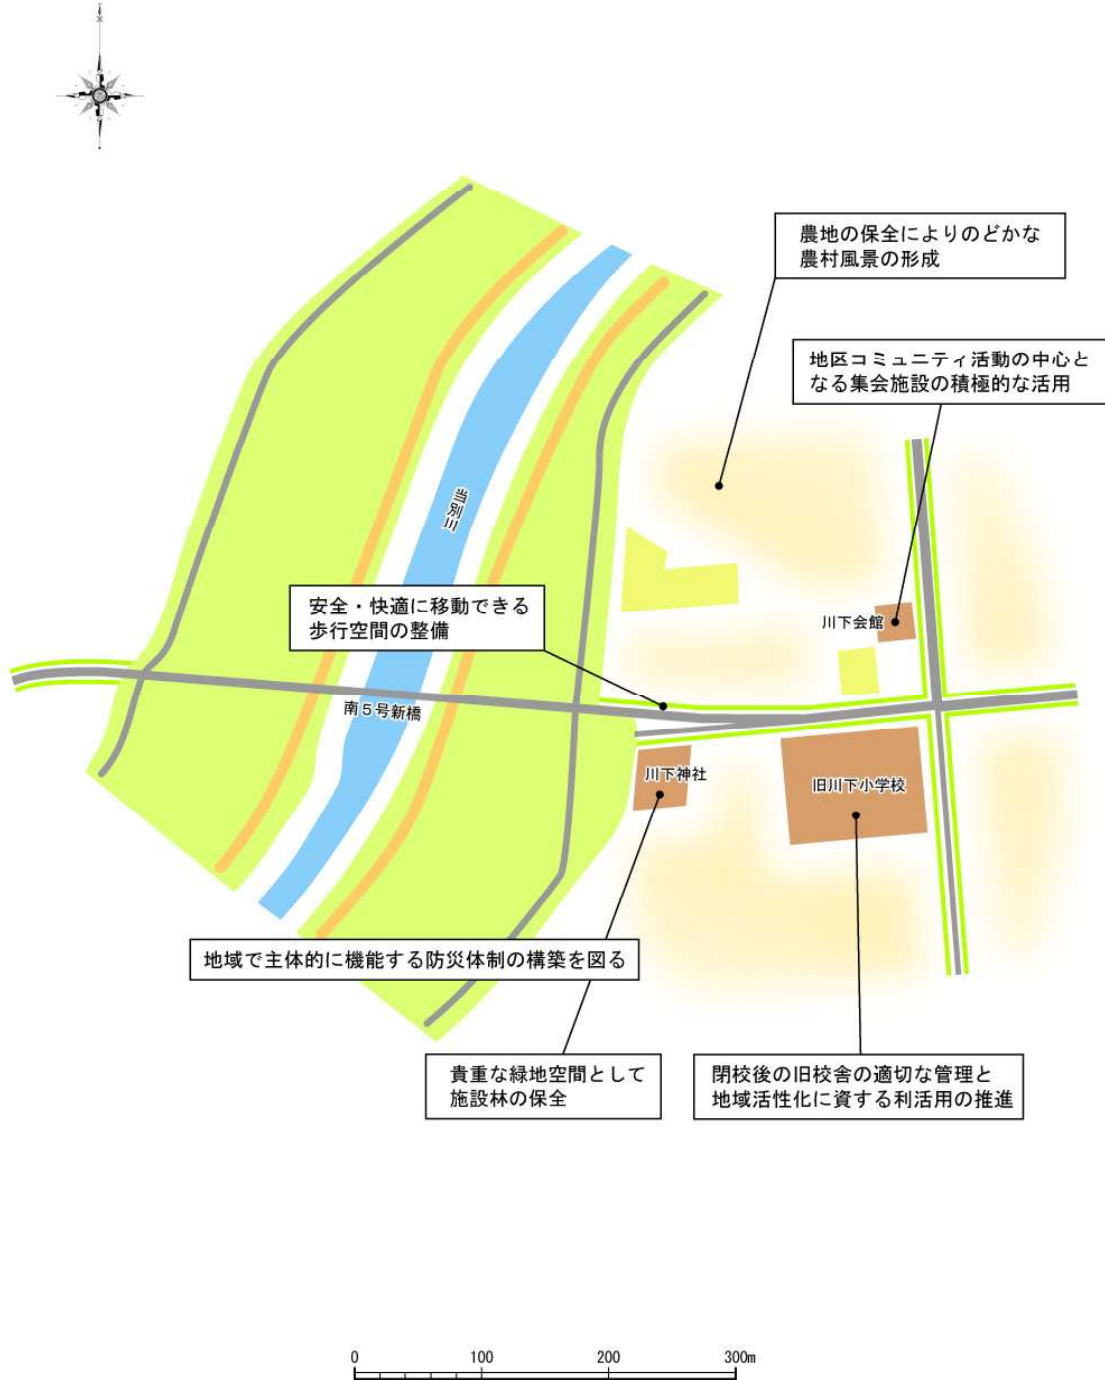 農地の保全によりのどかな
農村風景の形成
地区コミュニティ活動の中心と
なる集会施設の積極的な活用
当別川
安全・快適に移動できる
歩行空間の整備
川下会館
南5号新橋
川下神社
旧川下小学校
地域で主体的に機能する防災体制の構築を図る
貴重な緑地空間として
施設林の保全
閉校後の旧校舎の適切な管理と
地域活性化に資する利活用の推進
0 100 200 300m